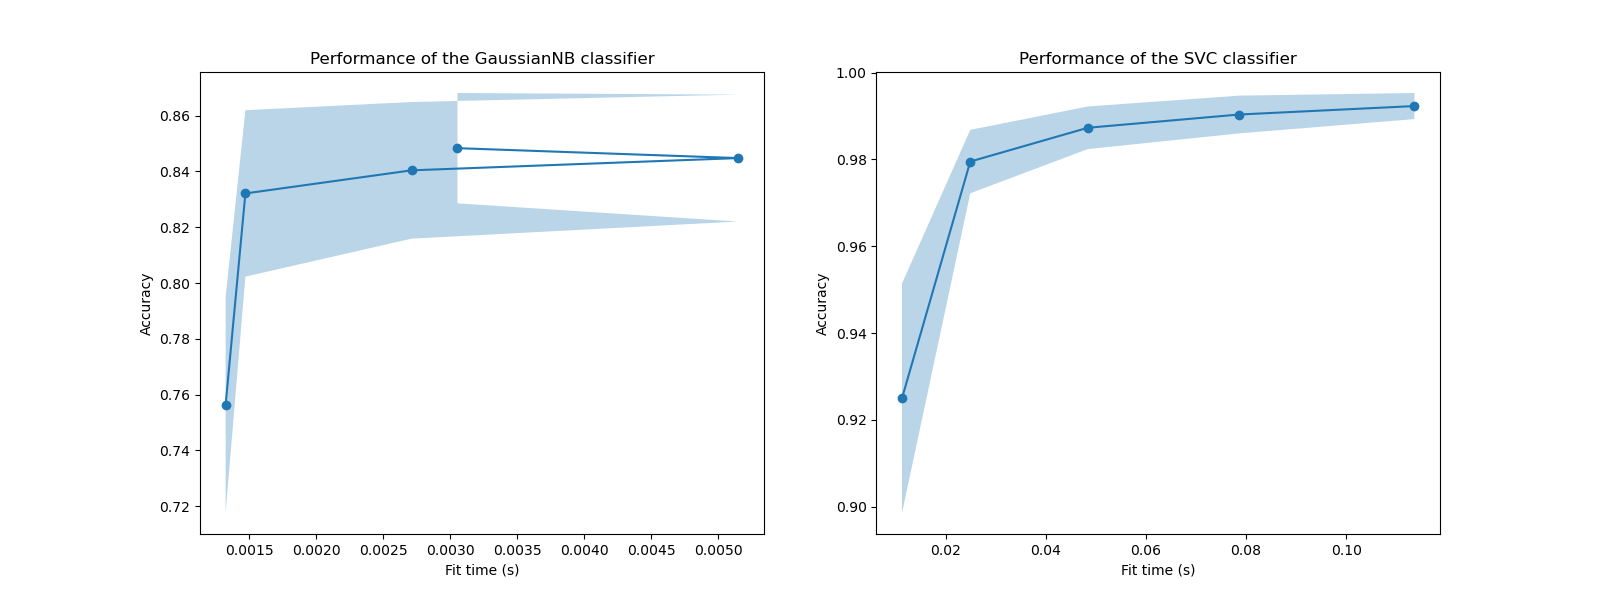 Performance of the GaussianNB classifier
0.86
0.84
0.82
0.80
0.78
0.76
0.74
0.72
Accuracy
0.0015 0.0020 0.0025 0.0030 0.0035 0.0040 0.0045 0.0050
Fit time (s)
Performance of the SVC classifier
1.00
0.98
0.96
0.94
0.92
0.90
Accuracy
0.02 0.04 0.06 0.08 0.10
Fit time (s)